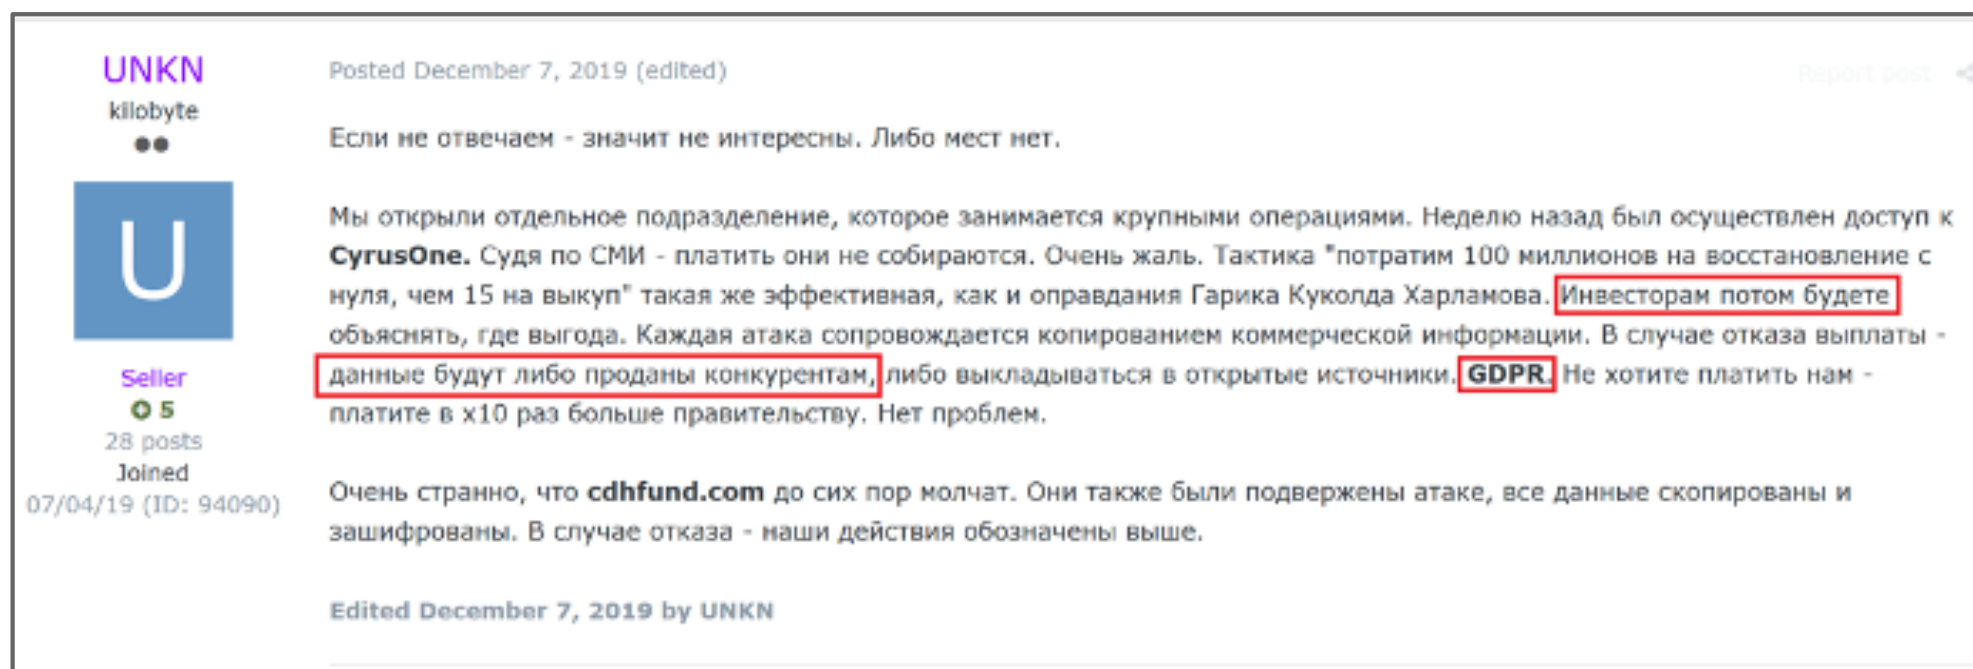 UNKN
kilobyte
U
Seller
5
28 posts
Joined
07/04/19 (ID: 94090)
Posted December 7, 2019 (edited)
Report post
Если не отвечаем - значит не интересны. Либо мест нет.
Мы открыли отдельное подразделение, которое занимается крупными операциями. Неделю назад был осуществлен доступ к
CyrusOne. Судя по СМИ - платить они не собираются. Очень жаль. Тактика "потратим 100 миллионов на восстановление с
нуля, чем 15 на выкуп" такая же эффективная, как и оправдания Гарика Куколда Харламова. Инвесторам потом будете
объяснять, где выгода. Каждая атака сопровождается копированием коммерческой информации. В случае отказа выплаты -
данные будут либо проданы конкурентам, либо выкладываться в открытые источники. GDPR. Не хотите платить нам -
платите в x10 раз больше правительству. Нет проблем.
Очень странно, что cdhfund.com до сих пор молчат. Они также были подвержены атаке, все данные скопированы и
зашифрованы. В случае отказа - наши действия обозначены выше.
Edited December 7, 2019 by UNKN